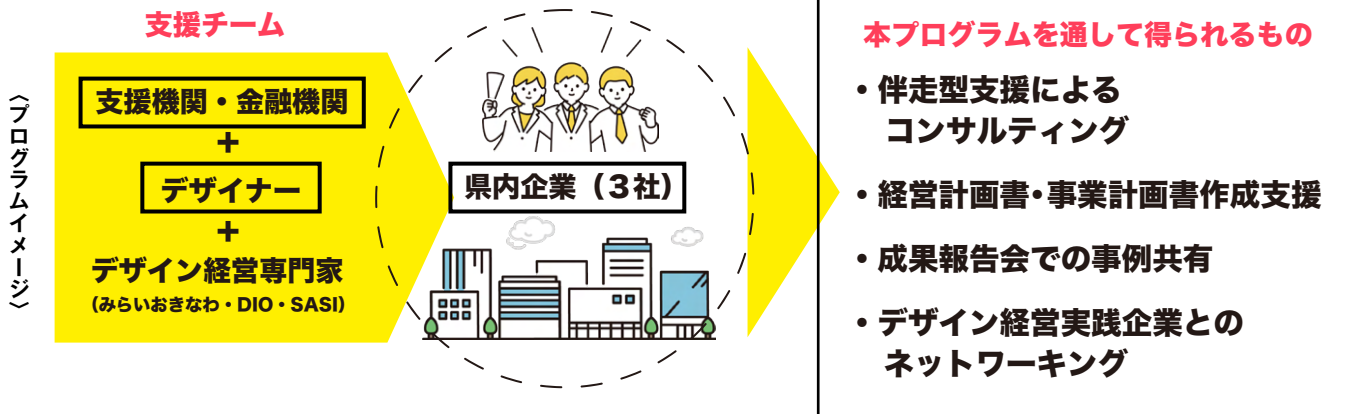 〈プログラムイメージ〉
支援チーム
支援機関・金融機関
+
デザイナー
+
デザイン経営専門家
(みらいおきなわ・DIO・SASI)
県内企業（3社）
本プログラムを通して得られるもの
・伴走型支援による
コンサルティング
・経営計画書・事業計画書作成支援
・成果報告会での事例共有
・デザイン経営実践企業との
ネットワーキング